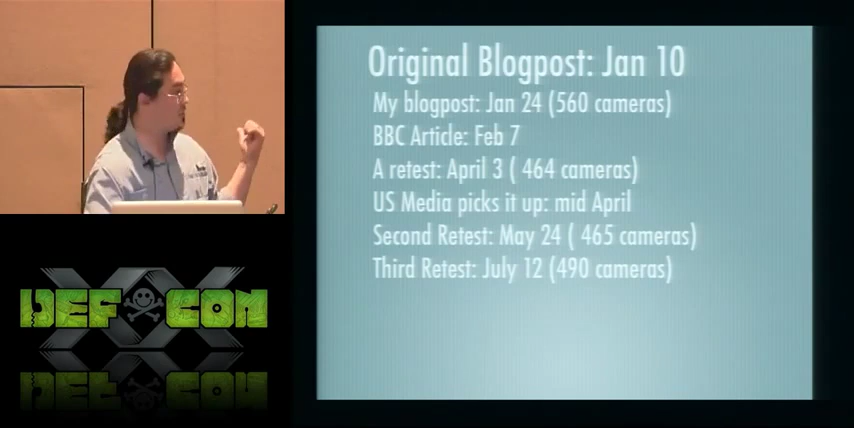 Original Blogpost: Jan 10
My blogpost: Jan 24 (560 cameras)
BBC Article: Feb 7
A retest: April 3 ( 464 cameras)
US Media picks it up: mid April
Second Retest: May 24 ( 465 cameras)
Third Retest: July 12 (490 cameras)
XX
DEF CON